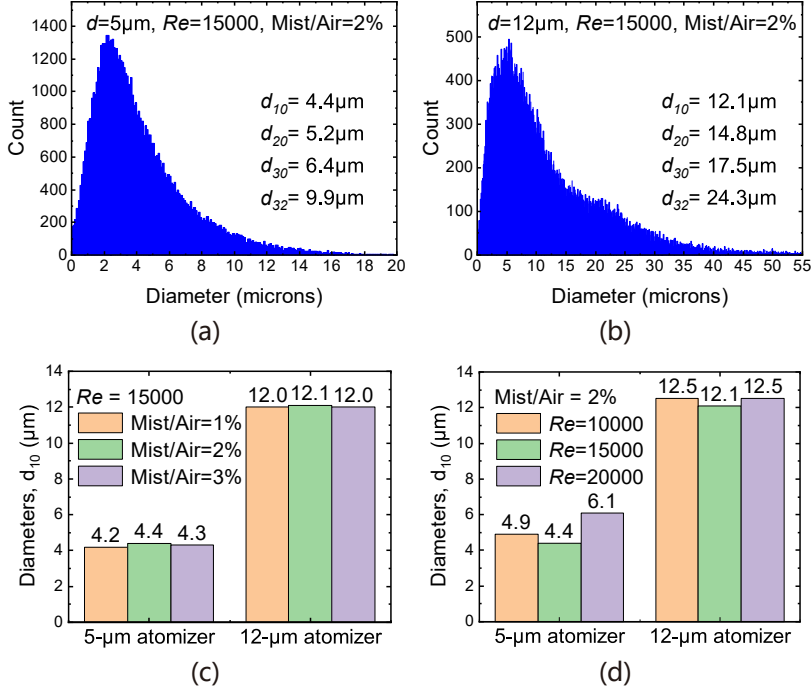 d=5μm, Re=15000, Mist/Air=2%
d10= 4.4μm
d20= 5.2μm
d30= 6.4μm
d32= 9.9μm
Count
1400
1200
1000
800
600
400
200
0
0 2 4 6 8 10 12 14 16 18 20
Diameter (microns)
(a)
d=12μm, Re=15000, Mist/Air=2%
d10= 12.1μm
d20= 14.8μm
d30= 17.5μm
d32= 24.3μm
Count
500
400
300
200
100
0
0 5 10 15 20 25 30 35 40 45 50 55
Diameter (microns)
(b)
Re = 15000
Mist/Air=1%
Mist/Air=2%
Mist/Air=3%
Diameters, d10 (μm)
14
12
10
8
6
4
2
0
4.2 4.4 4.3
12.0 12.1 12.0
5-μm atomizer 12-μm atomizer
(c)
Mist/Air = 2%
Re=10000
Re=15000
Re=20000
Diameters, d10 (μm)
14
12
10
8
6
4
2
0
4.9 4.4 6.1
12.5 12.1 12.5
5-μm atomizer 12-μm atomizer
(d)